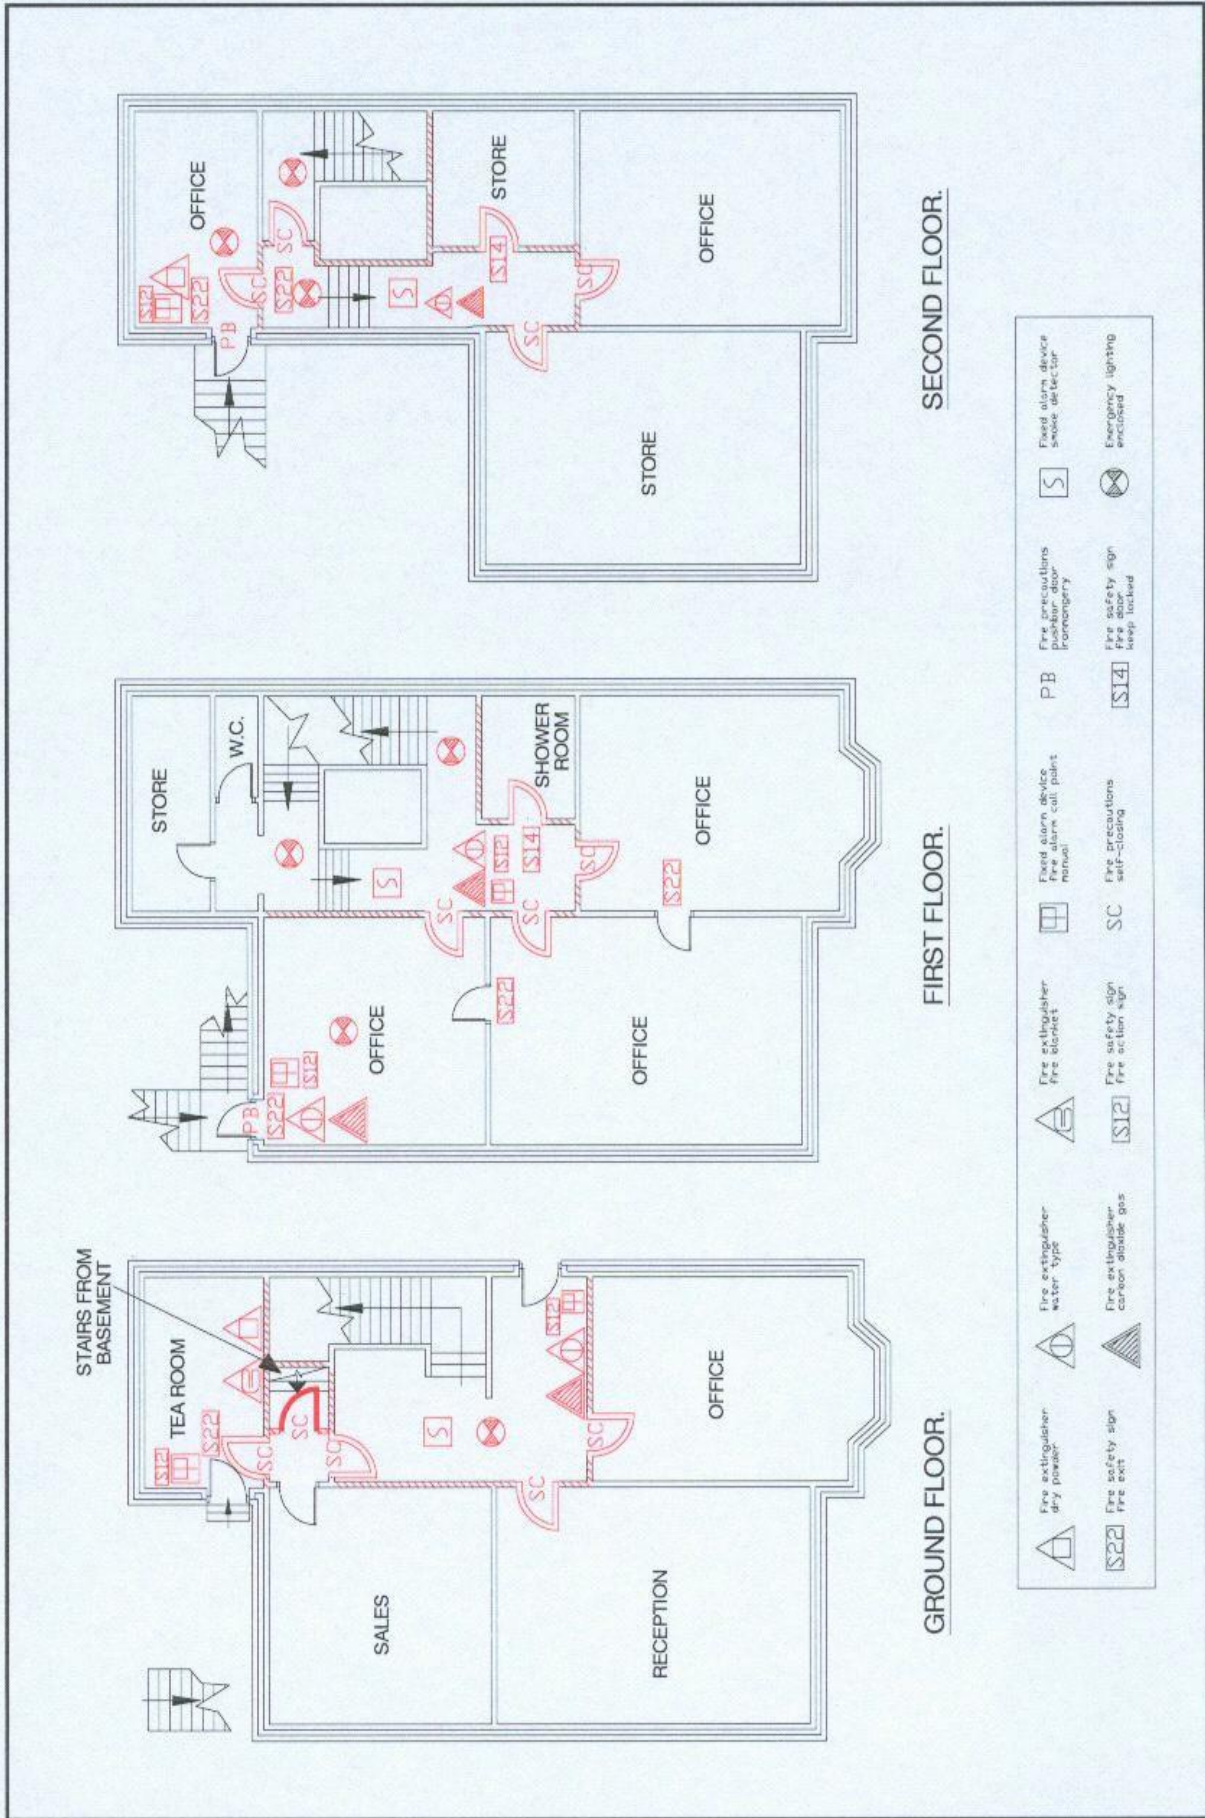 STAIRS FROM
BASEMENT
S12
S22
TEA ROOM
SC
SC
SC
SALES
S
SC
SC
S12
RECEPTION
OFFICE
GROUND FLOOR.
STORE
W.C.
PB
S22
S12
OFFICE
S
SC
S12
S14
SHOWER
ROOM
S22
SC
SC
OFFICE
S22
OFFICE
FIRST FLOOR.
S12
S22
OFFICE
PB
SC
SC
S22
S
S14
STORE
SC
SC
STORE
OFFICE
SECOND FLOOR.
Fire extinguisher
dry powder
Fire extinguisher
water type
Fire extinguisher
fire blanket
Fixed alarm device
fire alarm call point
manual
PB
Fire precautions
pushbar door
ironmongery
S
Fixed alarm device
smoke detector
S22
Fire safety sign
fire exit
Fire extinguisher
carbon dioxide gas
S12
Fire safety sign
fire action sign
SC
Fire precautions
self-closing
S14
Fire safety sign
fire door
keep locked
Emergency lighting
enclosed